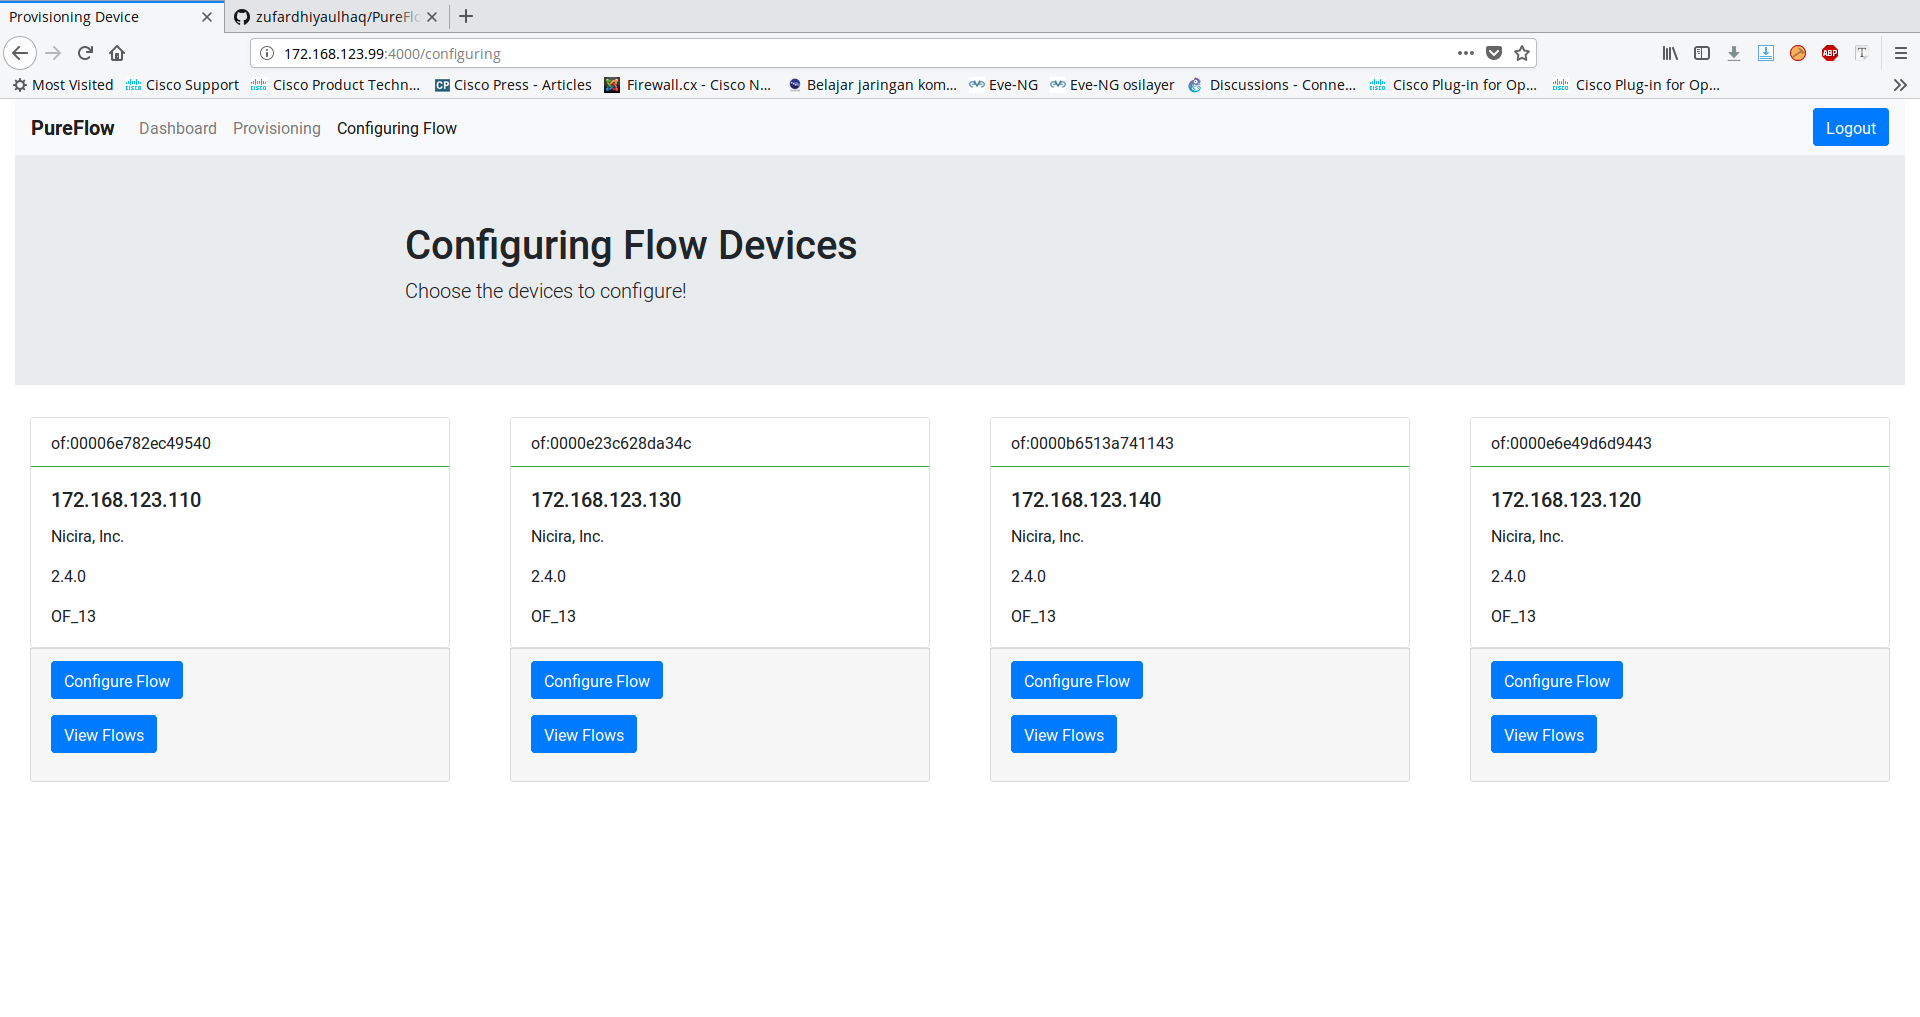 Provisioning Device
zufardhiyaulhaq/PureFlo
172.168.123.99:4000/configuring
Most Visited Cisco Support Cisco Product Techn... CP Cisco Press - Articles Firewall.cx - Cisco N... Belajar jaringan kom... Eve-NG Eve-NG osilayer Discussions - Conne... Cisco Plug-in for Op... Cisco Plug-in for Op...
PureFlow Dashboard Provisioning Configuring Flow Logout
Configuring Flow Devices
Choose the devices to configure!
of:00006e782ec49540
172.168.123.110
Nicira, Inc.
2.4.0
OF_13
Configure Flow
View Flows
of:0000e23c628da34c
172.168.123.130
Nicira, Inc.
2.4.0
OF_13
Configure Flow
View Flows
of:0000b6513a741143
172.168.123.140
Nicira, Inc.
2.4.0
OF_13
Configure Flow
View Flows
of:0000e6e49d6d9443
172.168.123.120
Nicira, Inc.
2.4.0
OF_13
Configure Flow
View Flows